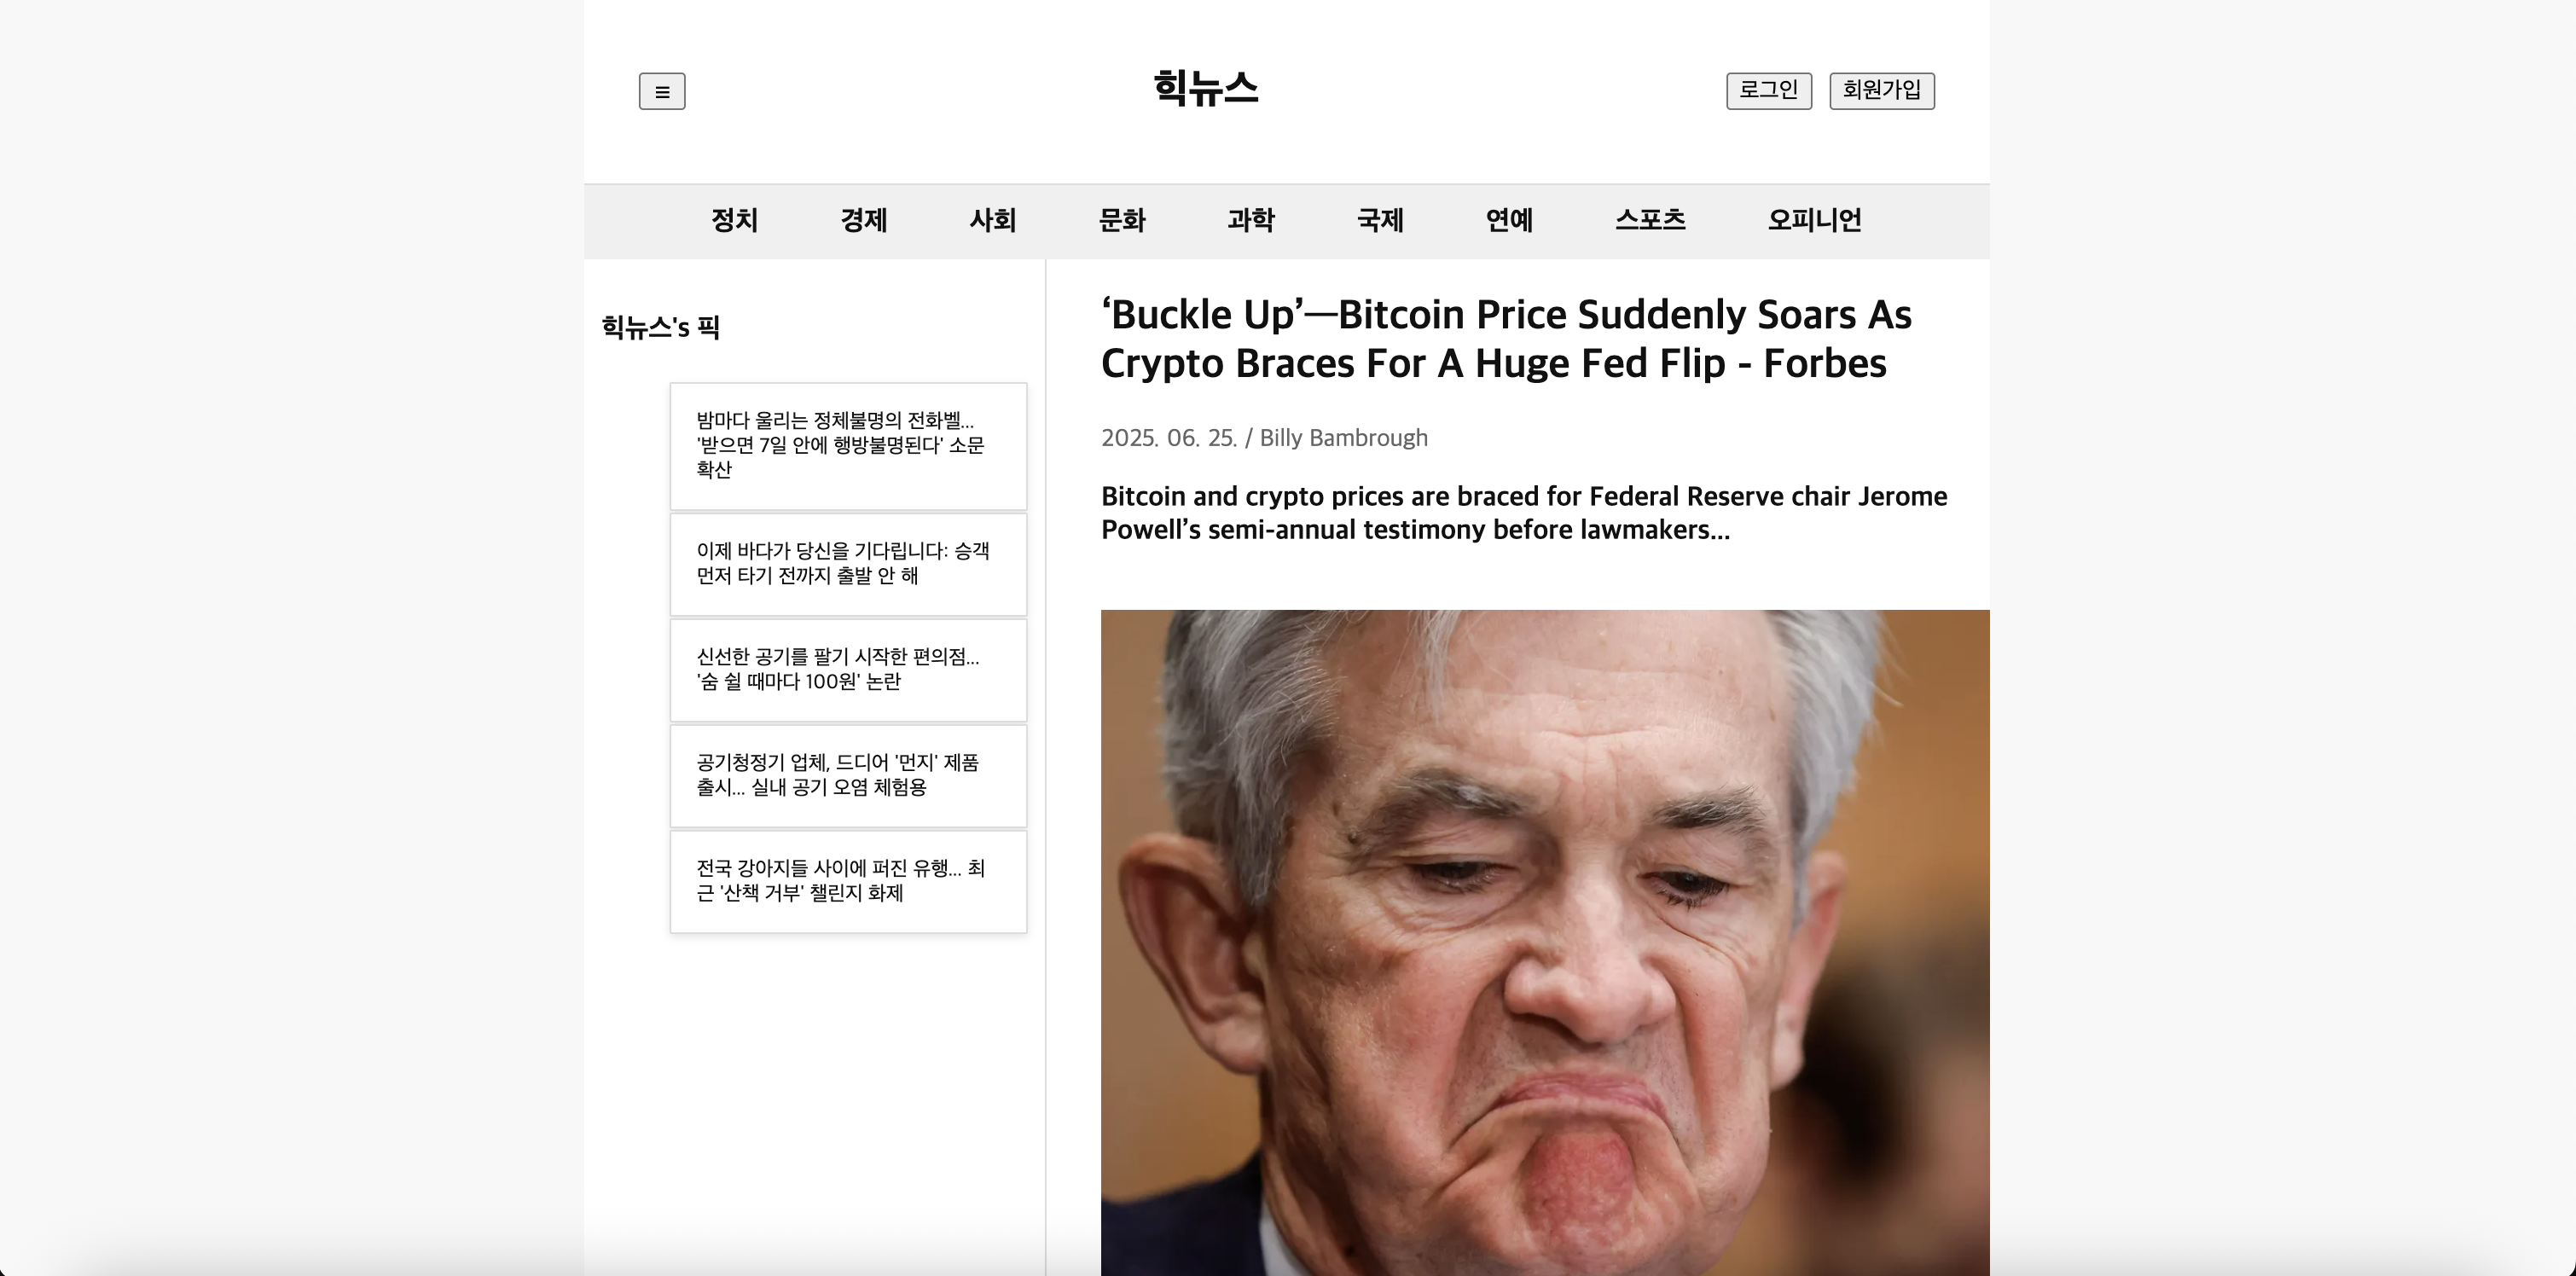 ≡
힉뉴스
로그인 회원가입
정치 경제 사회 문화 과학 국제 연예 스포츠 오피니언
힉뉴스's 픽
밤마다 울리는 정체불명의 전화벨...
'받으면 7일 안에 행방불명된다' 소문
확산
이제 바다가 당신을 기다립니다: 승객
먼저 타기 전까지 출발 안 해
신선한 공기를 팔기 시작한 편의점...
'숨 쉴 때마다 100원' 논란
공기청정기 업체, 드디어 '먼지' 제품
출시... 실내 공기 오염 체험용
전국 강아지들 사이에 퍼진 유행... 최
근 '산책 거부' 챌린지 화제
‘Buckle Up’—Bitcoin Price Suddenly Soars As
Crypto Braces For A Huge Fed Flip - Forbes
2025. 06. 25. / Billy Bambrough
Bitcoin and crypto prices are braced for Federal Reserve chair Jerome
Powell’s semi-annual testimony before lawmakers...